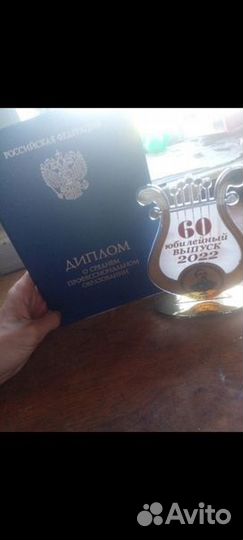 РОССИЙСКАЯ ФЕДЕРАЦИЯ
ДИПЛОМ
О СРЕДНЕМ
ПРОФЕССИОНАЛЬНОМ
ОБРАЗОВАНИИ
60
юбилейный
ВЫПУСК
2022
Avito